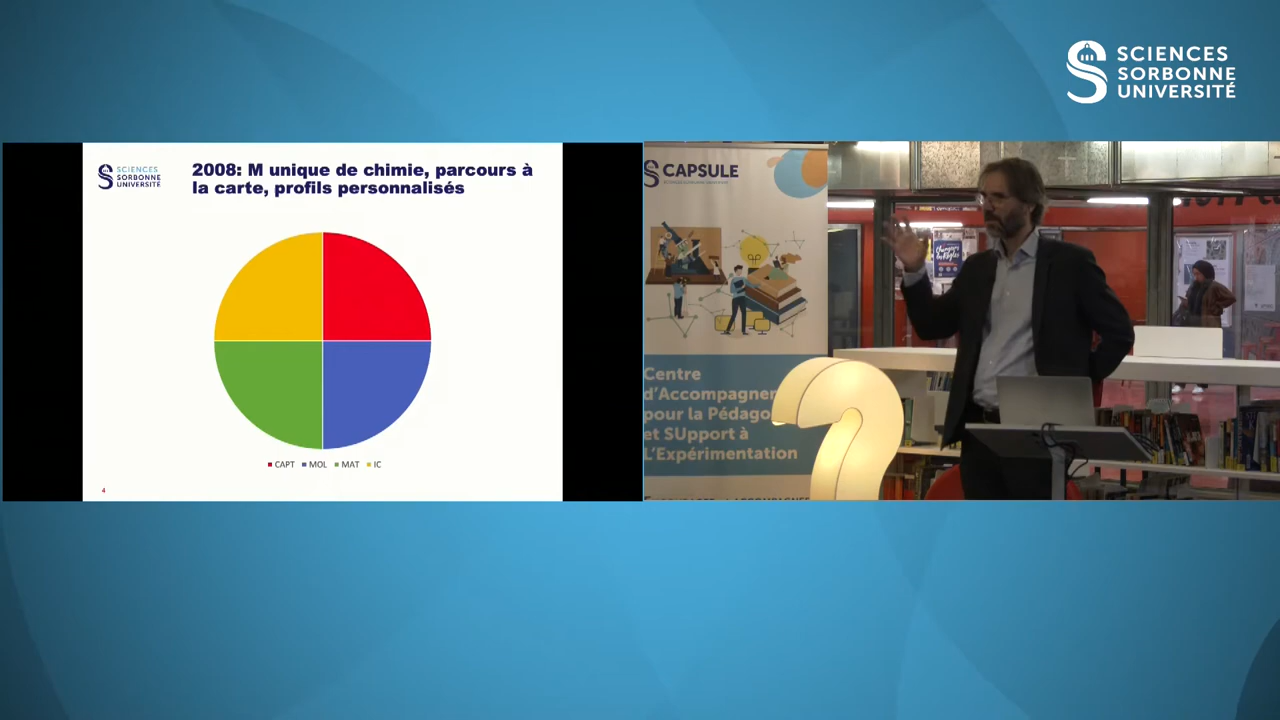 SCIENCES
SORBONNE
UNIVERSITÉ
SCIENCES
SORBONNE
UNIVERSITÉ
2008: M unique de chimie, parcours à
la carte, profils personnalisés
CAPT MOL MAT IC
4
CAPSULE
Centre
d'Accompagner
pour la Pédago
et SUpport à
L'Expérimentation